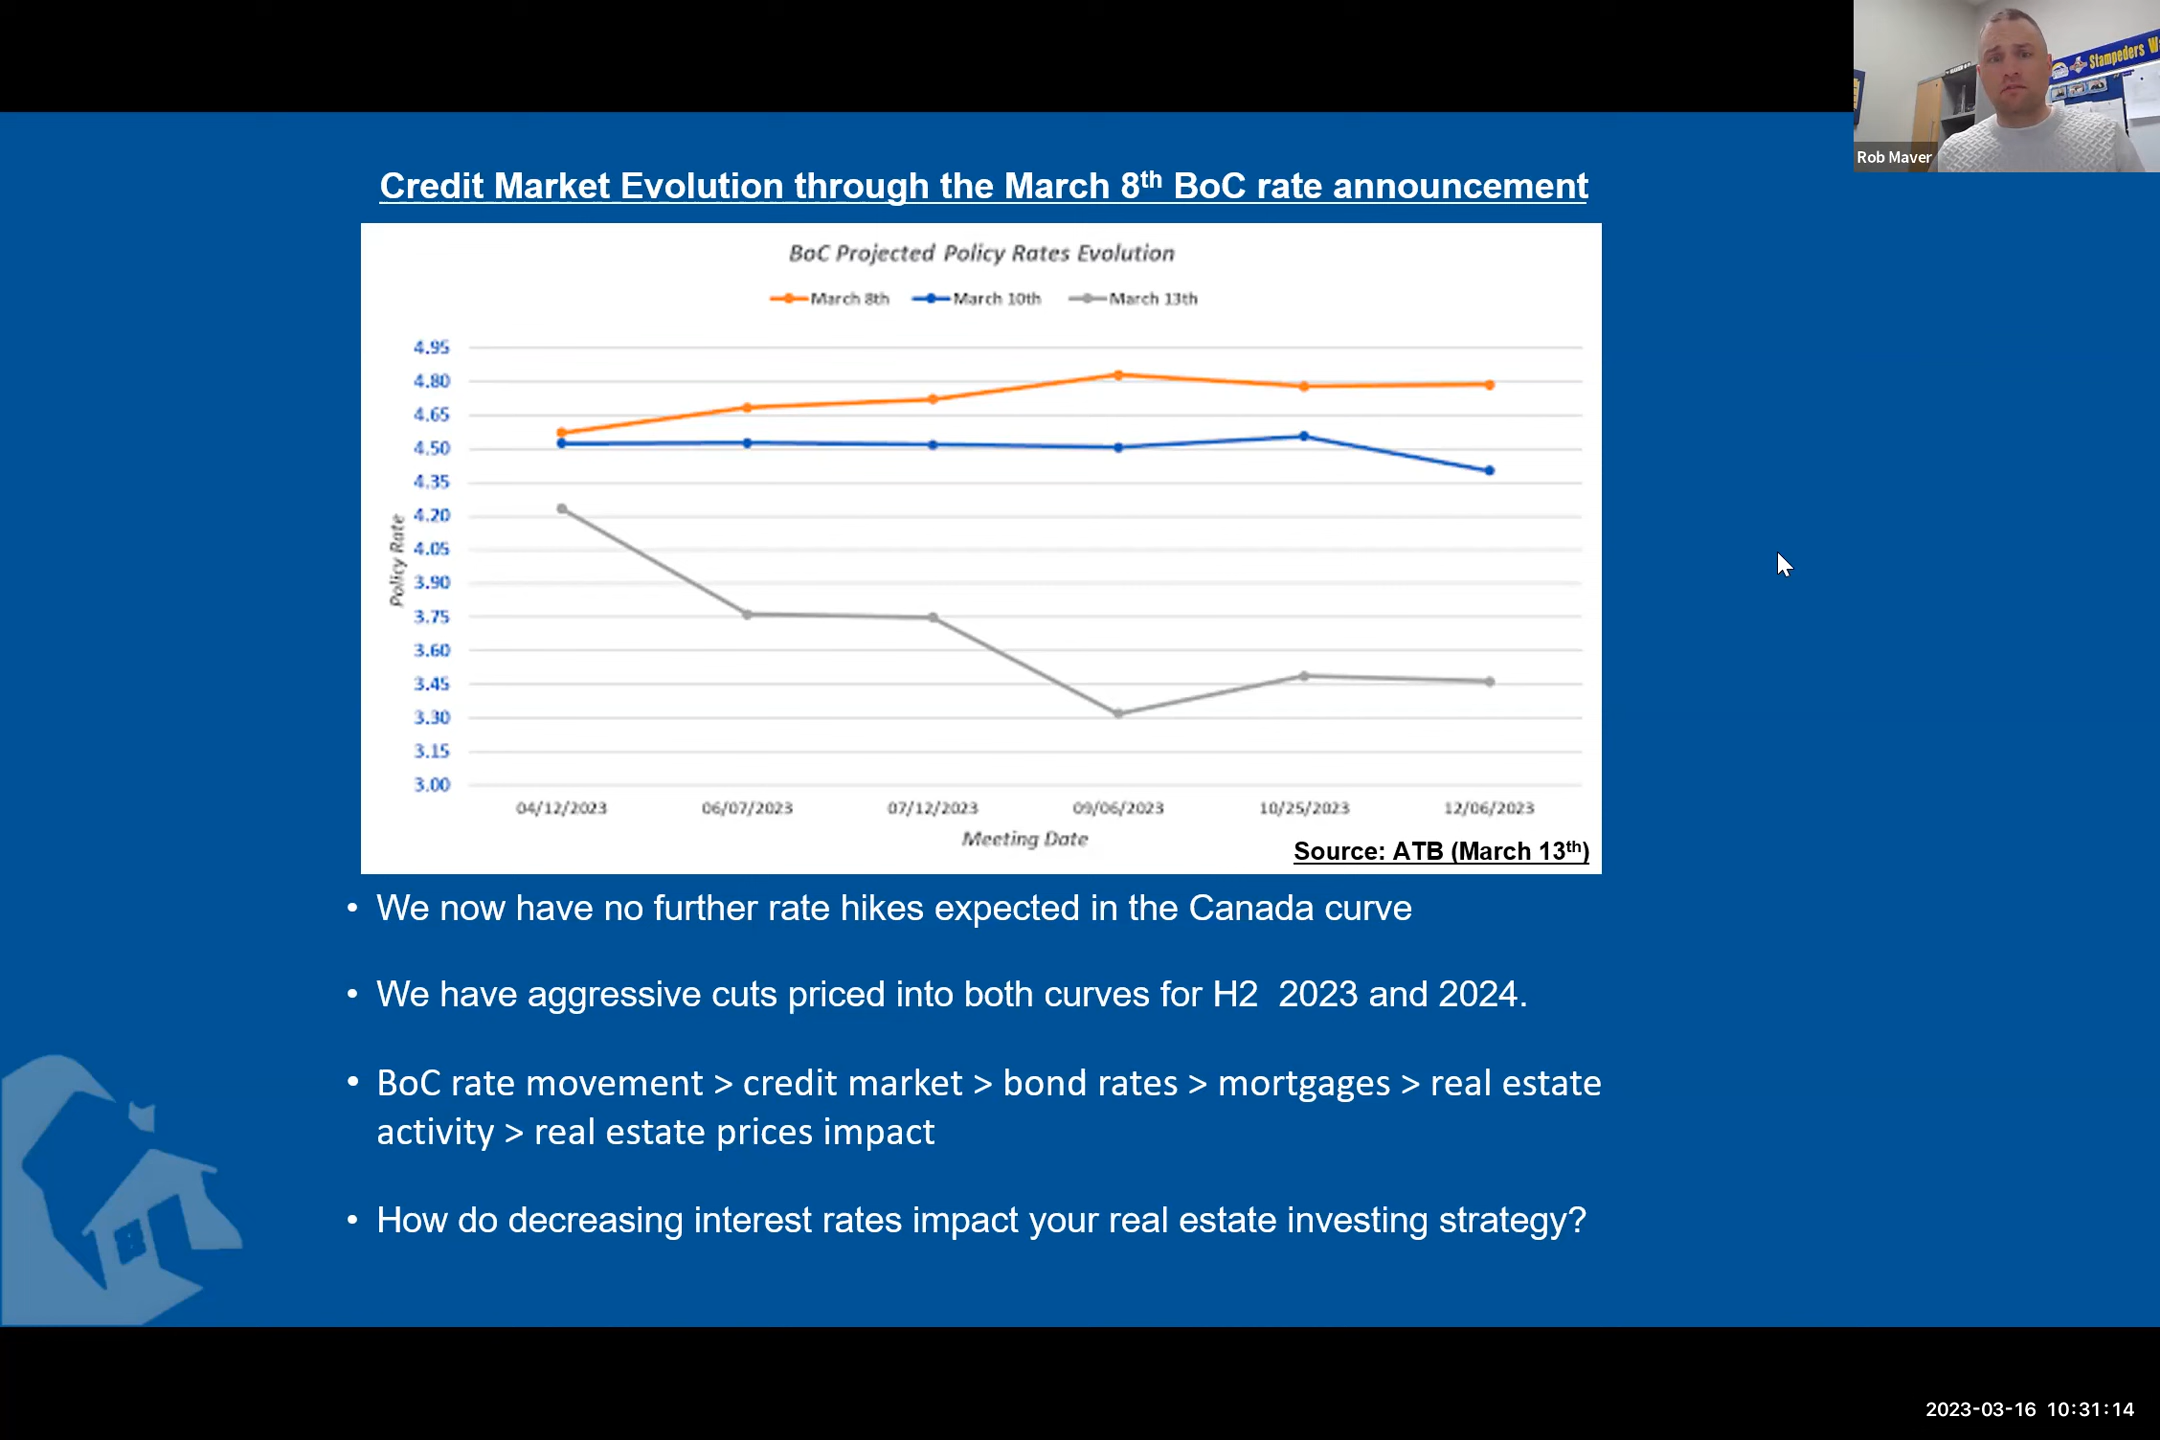 Stampeders W
Rob Maver
Credit Market Evolution through the March 8th BoC rate announcement
BoC Projected Policy Rates Evolution
March 8th March 10th March 13th
4.95
4.80
4.65
4.50
4.35
4.20
4.05
3.90
3.75
3.60
3.45
3.30
3.15
3.00
Policy Rate
04/12/2023 06/07/2023 07/12/2023 09/06/2023 10/25/2023 12/06/2023
Meeting Date
Source: ATB (March 13th)
• We now have no further rate hikes expected in the Canada curve
• We have aggressive cuts priced into both curves for H2 2023 and 2024.
• BoC rate movement > credit market > bond rates > mortgages > real estate
activity > real estate prices impact
• How do decreasing interest rates impact your real estate investing strategy?
2023-03-16 10:31:14